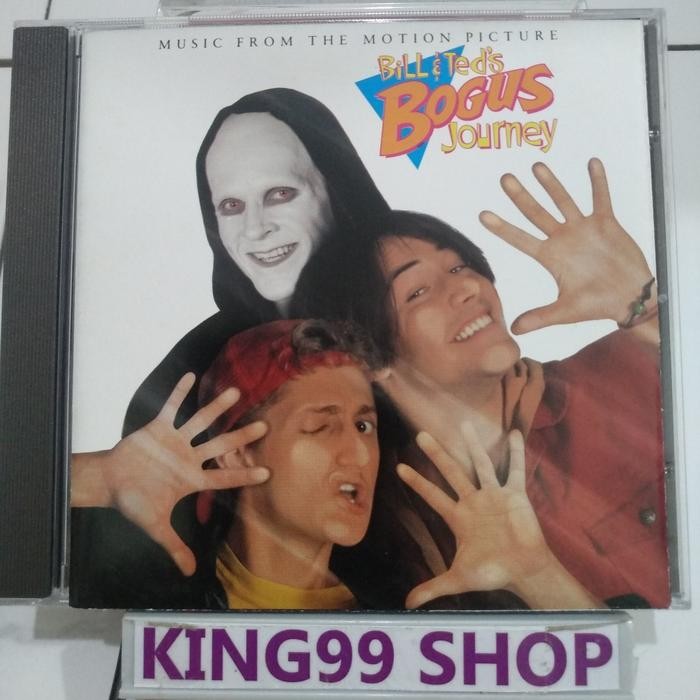 MUSIC FROM THE MOTION PICTURE
BiLL & Ted's
BOGUS
Journey
KING99 SHOP